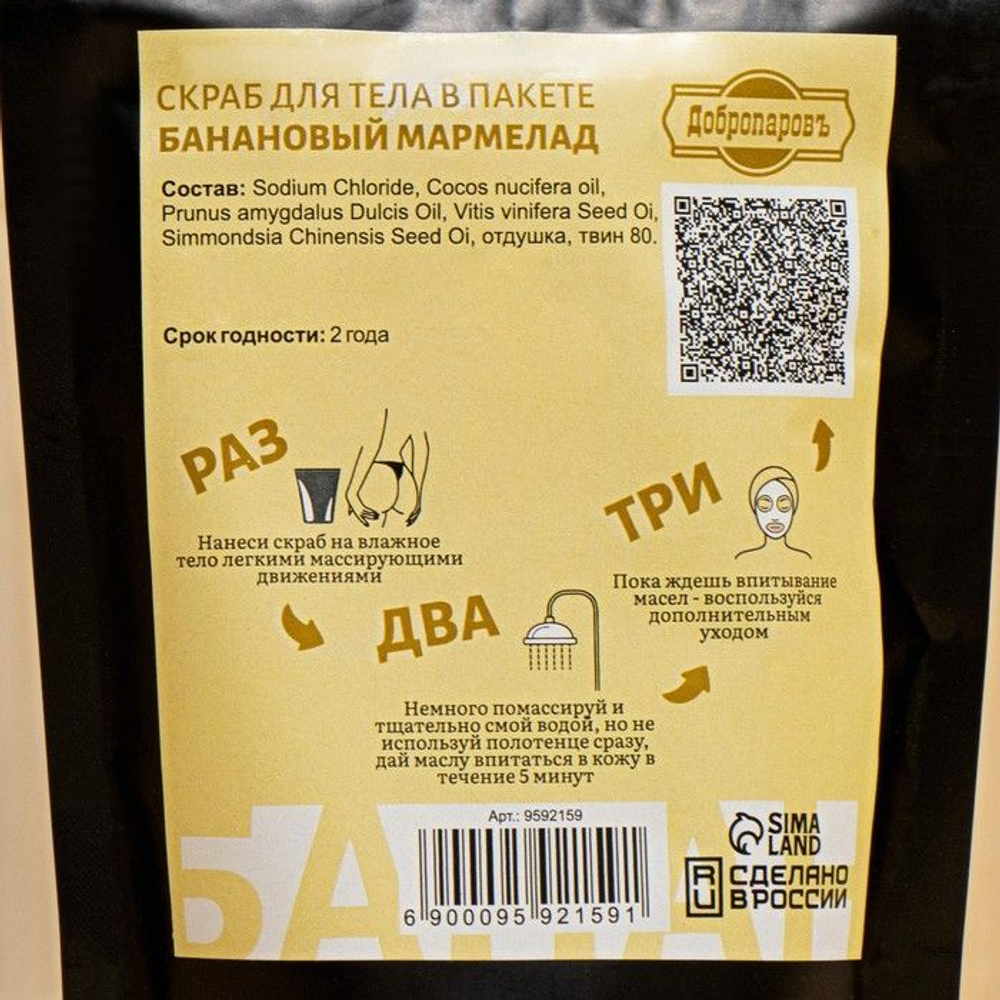 СКРАБ ДЛЯ ТЕЛА В ПАКЕТЕ
БАНАНОВЫЙ МАРМЕЛАД
Добропаровъ
Состав: Sodium Chloride, Cocos nucifera oil,
Prunus amygdalus Dulcis Oil, Vitis vinifera Seed Oi,
Simmondsia Chinensis Seed Oi, отдушка, твин 80.
Срок годности: 2 года
РАЗ
Нанеси скраб на влажное
тело легкими массирующими
движениями
ДВА
Немного помассируй и
тщательно смой водой, но не
используй полотенце сразу,
дай маслу впитаться в кожу в
течение 5 минут
ТРИ
Пока ждешь впитывание
масел - воспользуйся
дополнительным
уходом
БАНАН
Арт.: 9592159
6 900095 921591
SIMA
LAND
RU
СДЕЛАНО
В РОССИИ